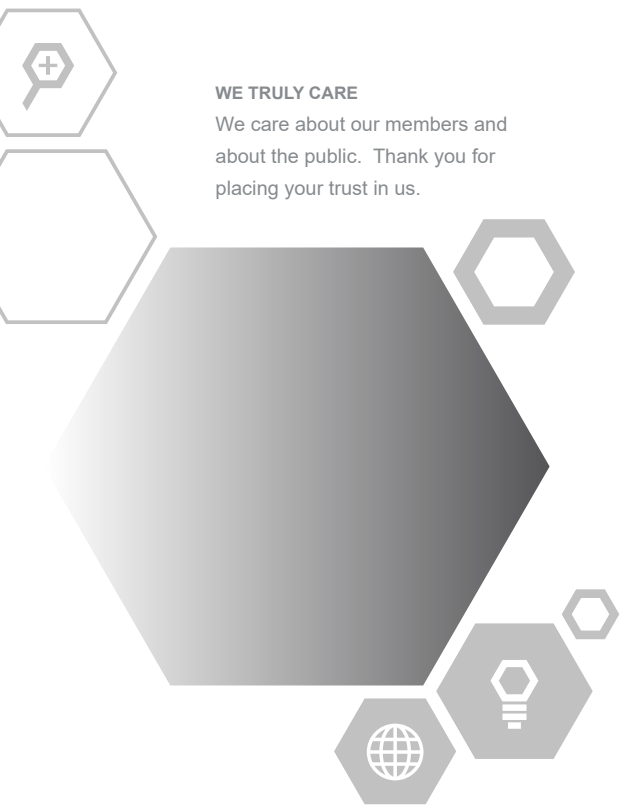 WE TRULY CARE
We care about our members and
about the public.  Thank you for
placing your trust in us.